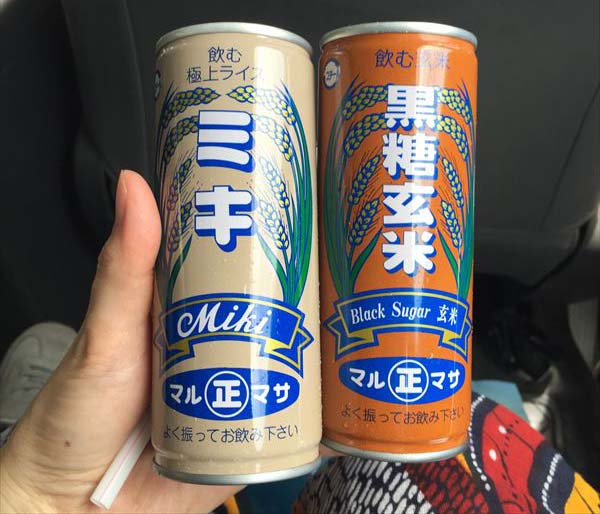 飲む
極上ライス
ミキ
Miki
マル正マサ
よく振ってお飲み下さい
飲む玄米
黒糖玄米
Black Sugar 玄米
マル正マサ
よく振ってお飲み下さい